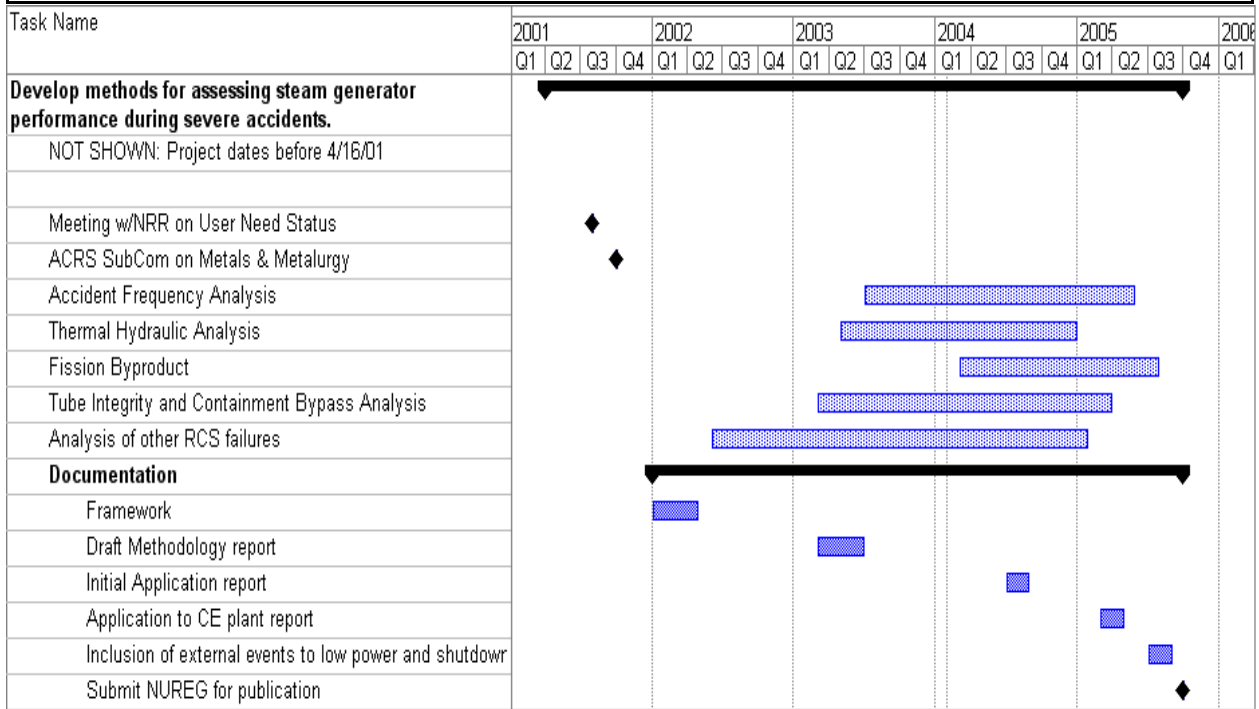 Task Name
2001 2002 2003 2004 2005 2006
Q1 Q2 Q3 Q4 Q1 Q2 Q3 Q4 Q1 Q2 Q3 Q4 Q1 Q2 Q3 Q4 Q1 Q2 Q3 Q4 Q1
Develop methods for assessing steam generator
performance during severe accidents.
NOT SHOWN: Project dates before 4/16/01
Meeting w/NRR on User Need Status
ACRS SubCom on Metals & Metalurgy
Accident Frequency Analysis
Thermal Hydraulic Analysis
Fission Byproduct
Tube Integrity and Containment Bypass Analysis
Analysis of other RCS failures
Documentation
Framework
Draft Methodology report
Initial Application report
Application to CE plant report
Inclusion of external events to low power and shutdowr
Submit NUREG for publication